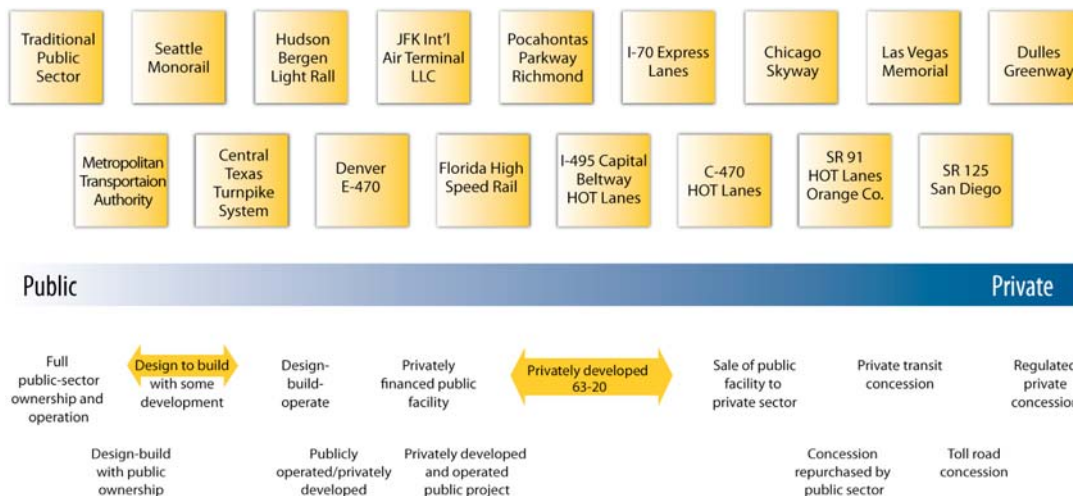 Traditional
Public
Sector
Seattle
Monorail
Hudson
Bergen
Light Rall
JFK Int'l
Air Terminal
LLC
Pocahontas
Parkway
Richmond
I-70 Express
Lanes
Chicago
Skyway
Las Vegas
Memorial
Dulles
Greenway
Metropolitan
Transportaion
Authority
Central
Texas
Turnpike
System
Denver
E-470
Florida High
Speed Rail
I-495 Capital
Beltway
HOT Lanes
C-470
HOT Lanes
SR 91
HOT Lanes
Orange Co.
SR 125
San Diego
Public
Private
Full
public-sector
ownership and
operation
Design to build
with some
development
Design-
build-
operate
Privately
financed public
facility
Privately developed
63-20
Sale of public
facility to
private sector
Private transit
concession
Regulated
private
concession
Design-build
with public
ownership
Publicly
operated/privately
developed
Privately developed
and operated
public project
Concession
repurchased by
public sector
Toll road
concession